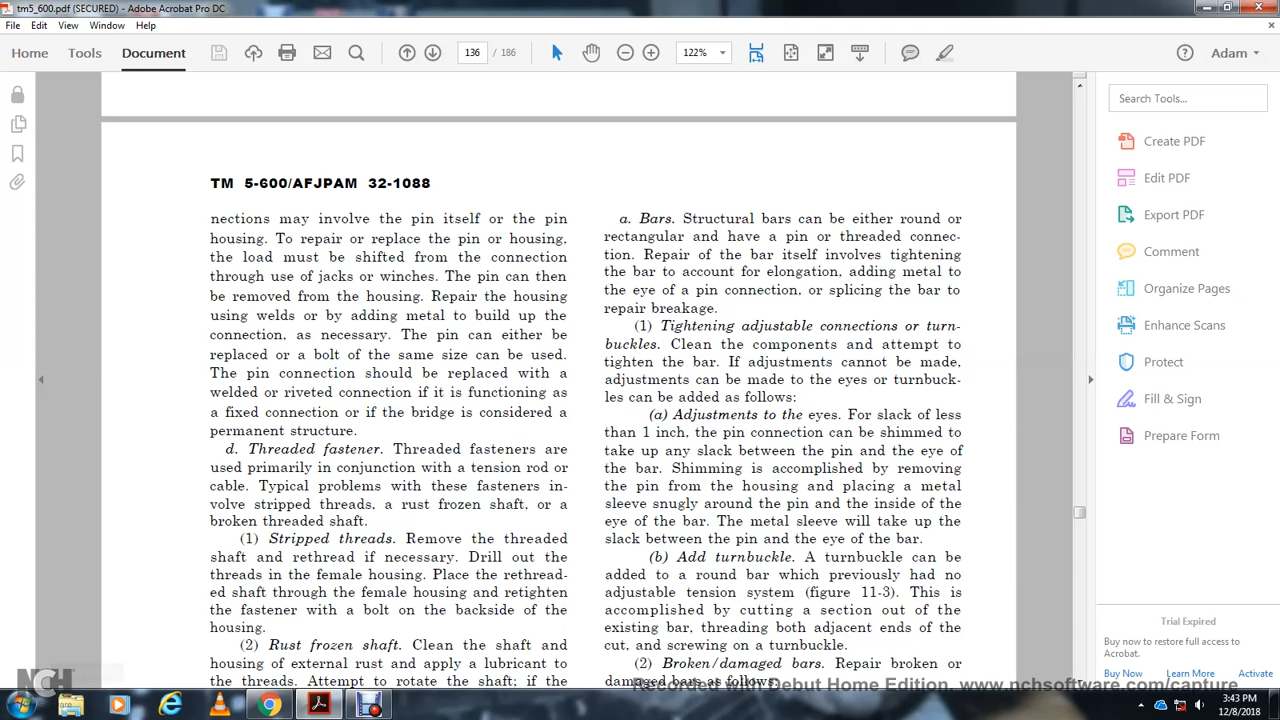 tm5_600.pdf (SECURED) - Adobe Acrobat Pro DC
File Edit View Window Help
Home Tools Document
136 / 186
122%
Adam
TM 5-600/AFJPAM 32-1088
nections may involve the pin itself or the pin
housing. To repair or replace the pin or housing,
the load must be shifted from the connection
through use of jacks or winches. The pin can then
be removed from the housing. Repair the housing
using welds or by adding metal to build up the
connection, as necessary. The pin can either be
replaced or a bolt of the same size can be used.
The pin connection should be replaced with a
welded or riveted connection if it is functioning as
a fixed connection or if the bridge is considered a
permanent structure.
d. Threaded fastener. Threaded fasteners are
used primarily in conjunction with a tension rod or
cable. Typical problems with these fasteners in-
volve stripped threads, a rust frozen shaft, or a
broken threaded shaft.
(1) Stripped threads. Remove the threaded
shaft and rethread if necessary. Drill out the
threads in the female housing. Place the rethread-
ed shaft through the female housing and retighten
the fastener with a bolt on the backside of the
housing.
(2) Rust frozen shaft. Clean the shaft and
housing of external rust and apply a lubricant to
the threads. Attempt to rotate the shaft; if the
a. Bars. Structural bars can be either round or
rectangular and have a pin or threaded connec-
tion. Repair of the bar itself involves tightening
the bar to account for elongation, adding metal to
the eye of a pin connection, or splicing the bar to
repair breakage.
(1) Tightening adjustable connections or turn-
buckles. Clean the components and attempt to
tighten the bar. If adjustments cannot be made,
adjustments can be made to the eyes or turnbuck-
les can be added as follows:
(a) Adjustments to the eyes. For slack of less
than 1 inch, the pin connection can be shimmed to
take up any slack between the pin and the eye of
the bar. Shimming is accomplished by removing
the pin from the housing and placing a metal
sleeve snugly around the pin and the inside of the
eye of the bar. The metal sleeve will take up the
slack between the pin and the eye of the bar.
(b) Add turnbuckle. A turnbuckle can be
added to a round bar which previously had no
adjustable tension system (figure 11-3). This is
accomplished by cutting a section out of the
existing bar, threading both adjacent ends of the
cut, and screwing on a turnbuckle.
(2) Broken/damaged bars. Repair broken or
damaged bars as follows:
Search Tools...
Create PDF
Edit PDF
Export PDF
Comment
Organize Pages
Enhance Scans
Protect
Fill & Sign
Prepare Form
Trial Expired
Buy now to restore full access to
Acrobat.
Buy Now Learn More Activate
NCH
Recorded with Debut Home Edition. www.nchsoftware.com/capture
3:43 PM
12/8/2018